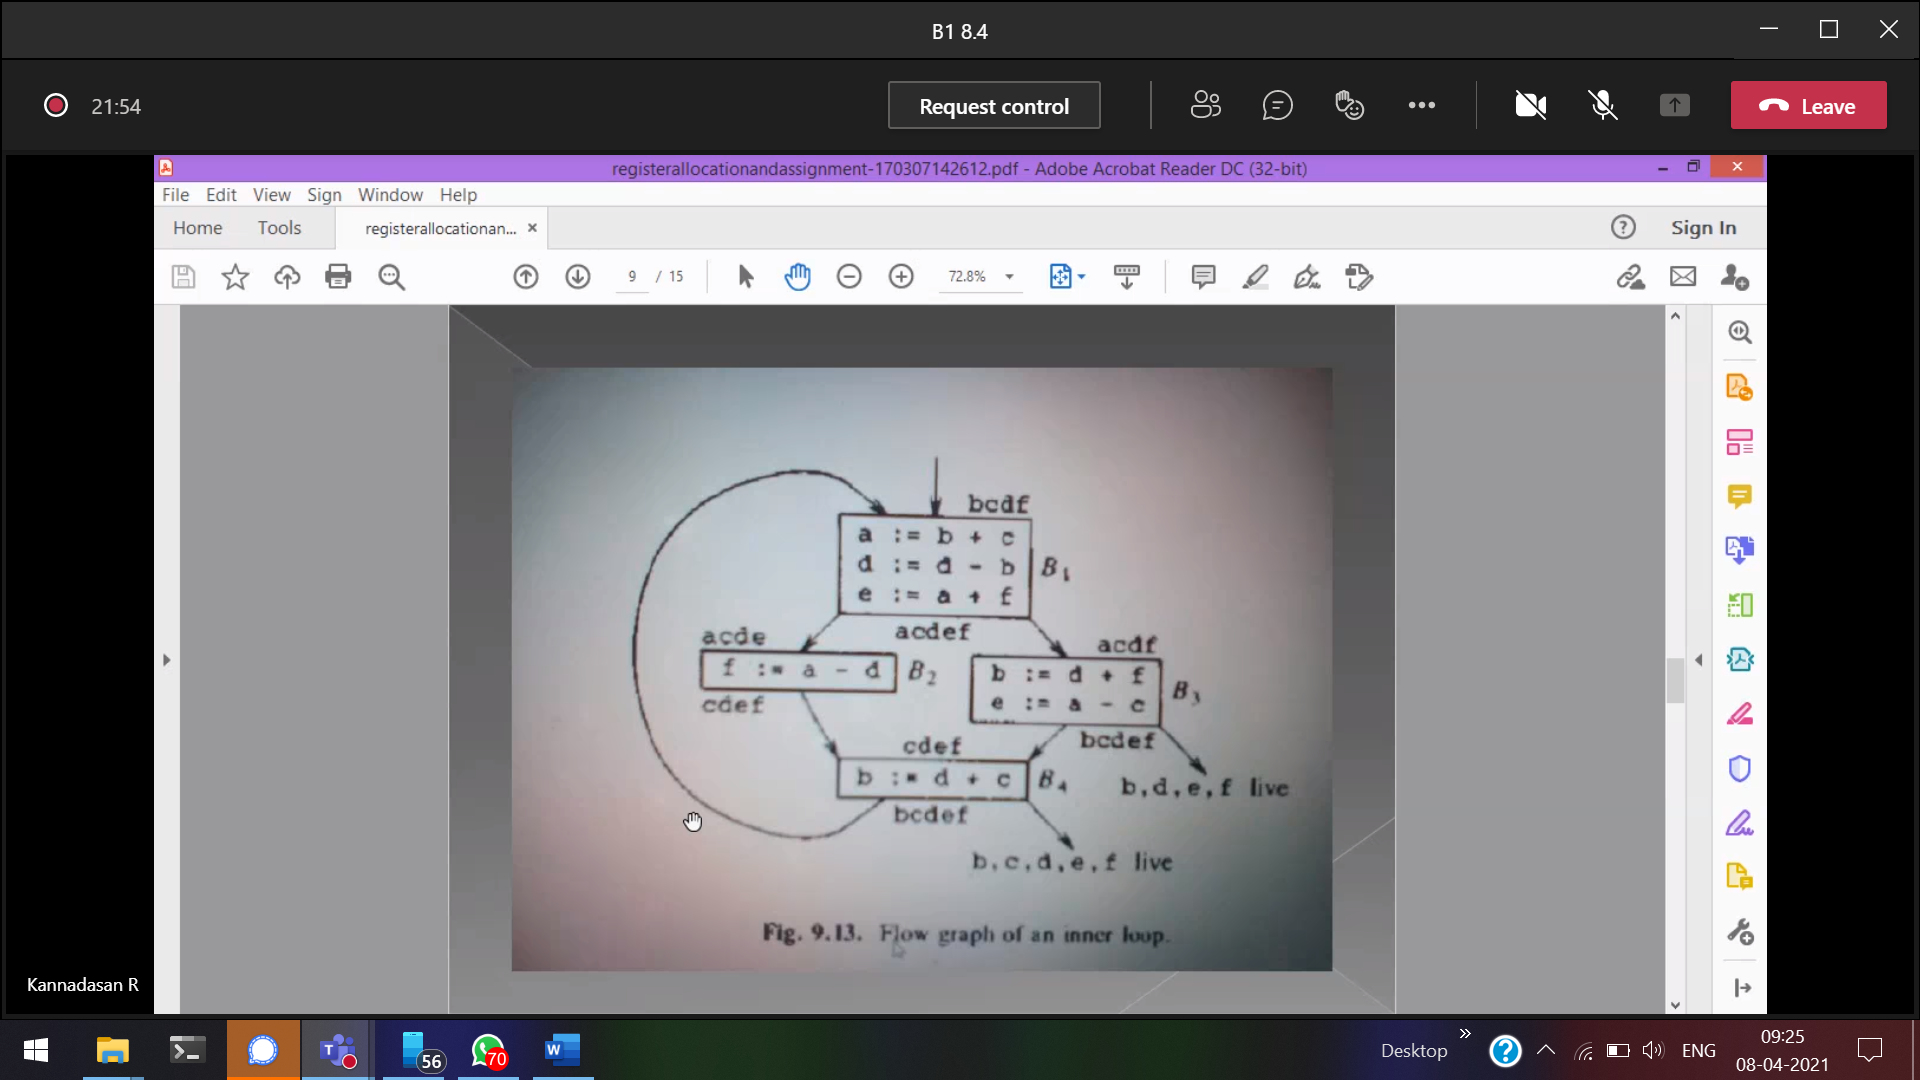 B1 8.4
21:54
Request control
Leave
registerallocationandassignment-170307142612.pdf - Adobe Acrobat Reader DC (32-bit)
File Edit View Sign Window Help
Home Tools registerallocationan... Sign In
9 / 15 72.8%
bcdf
a := b + c
d := d - b
e := a + f
B1
acdef
acde
f := a - d
B2
cdef
acdf
b := d + f
e := a - c
B3
bcdef
b,d,e,f live
cdef
b := d + c
B4
bcdef
b,c,d,e,f live
Fig. 9.13. Flow graph of an inner loop.
Kannadasan R
56
70
Desktop
ENG
09:25
08-04-2021